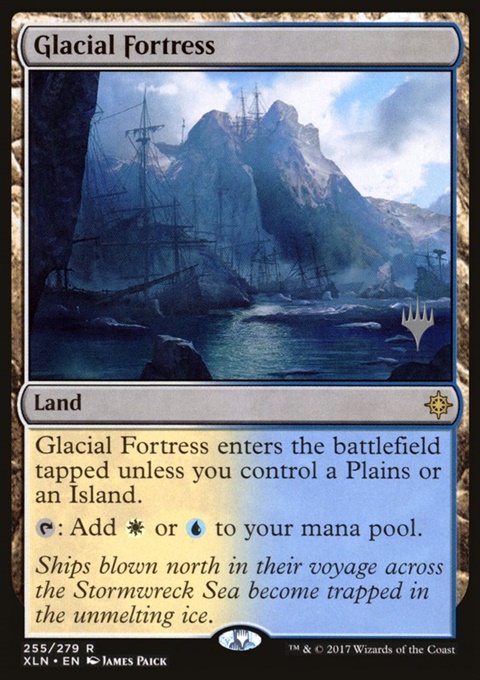 Glacial Fortress
Land
Glacial Fortress enters the battlefield
tapped unless you control a Plains or
an Island.
: Add or to your mana pool.
Ships blown north in their voyage across
the Stormwreck Sea become trapped in
the unmelting ice.
255/279 R
XLN • EN James Paick
™ & © 2017 Wizards of the Coast